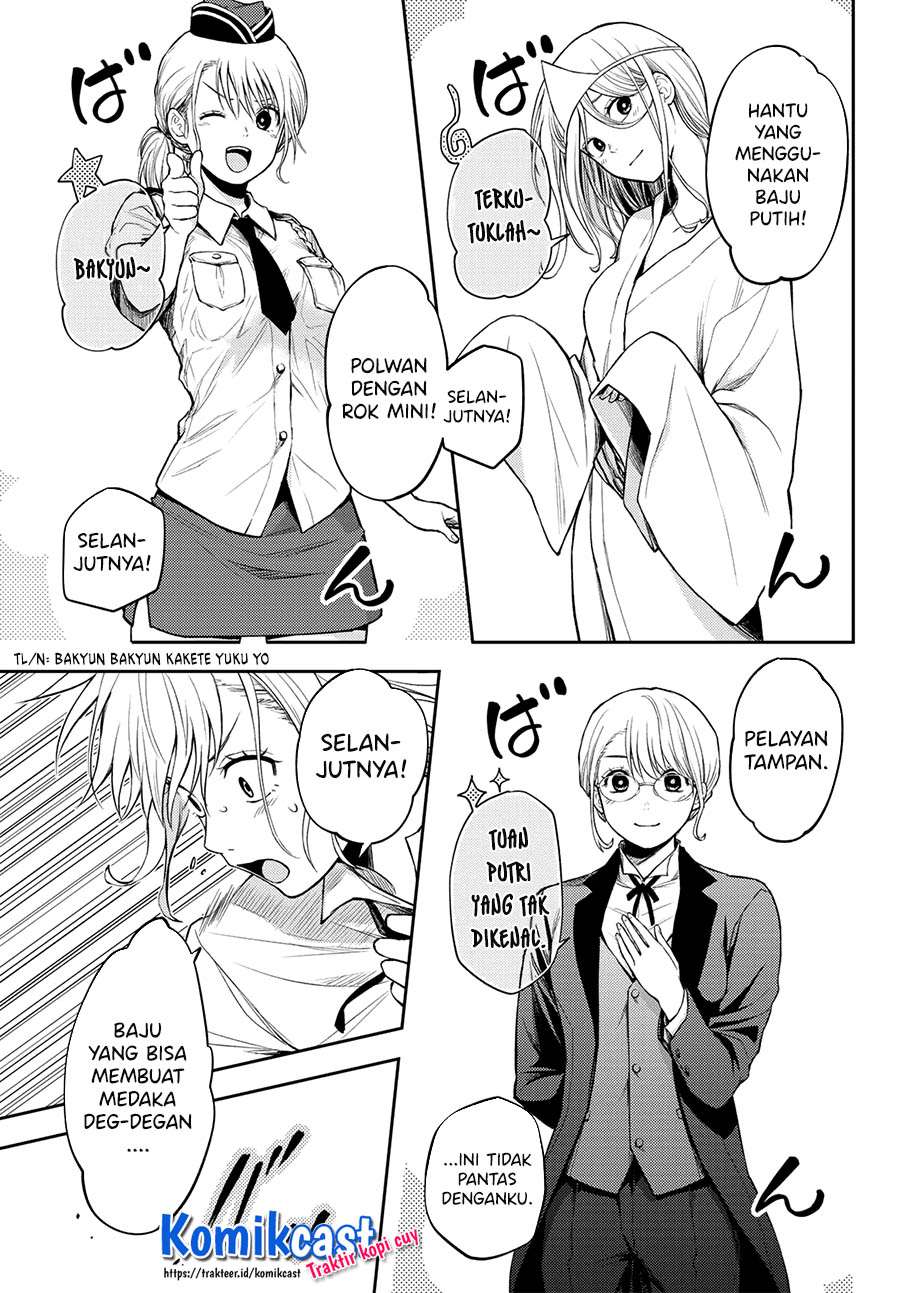 ば
HANTU
YANG
MENGGU-
NAKAN
BAJU
PUTIH!
TERKU-
TUKLAH~
SELAN-
JUTNYA!
ん
ば
BAKYUN~
POLWAN
DENGAN
ROK MINI!
SELAN-
JUTNYA!
ん
TL/N: BAKYUN BAKYUN KAKETE YUKU YO
ば
PELAYAN
TAMPAN.
TUAN
PUTRI
YANG TAK
DIKENAL.
...INI TIDAK
PANTAS
DENGANKU.
ん
SELAN-
JUTNYA!
BAJU
YANG BISA
MEMBUAT
MEDAKA
DEG-DEGAN
....
Komikcast
Traktir kopi cuy
https://trakteer.id/komikcast